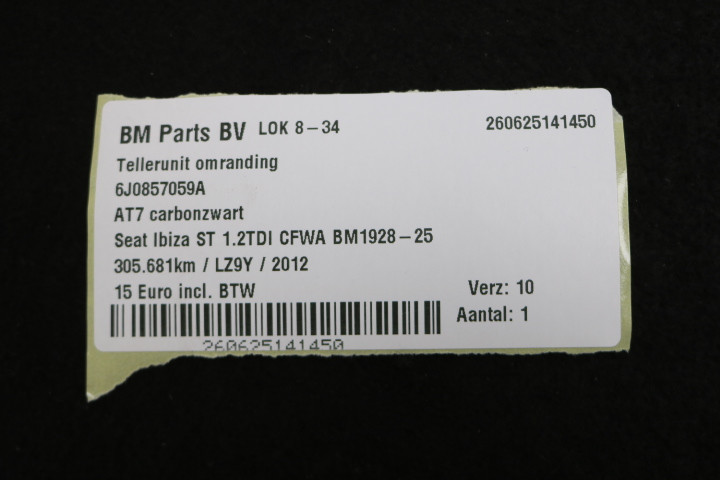 BM Parts BV LOK 8-34 260625141450
Tellerunit omranding
6J0857059A
AT7 carbonzwart
Seat Ibiza ST 1.2TDI CFWA BM1928-25
305.681km / LZ9Y / 2012
15 Euro incl. BTW Verz: 10
Aantal: 1
260625141450